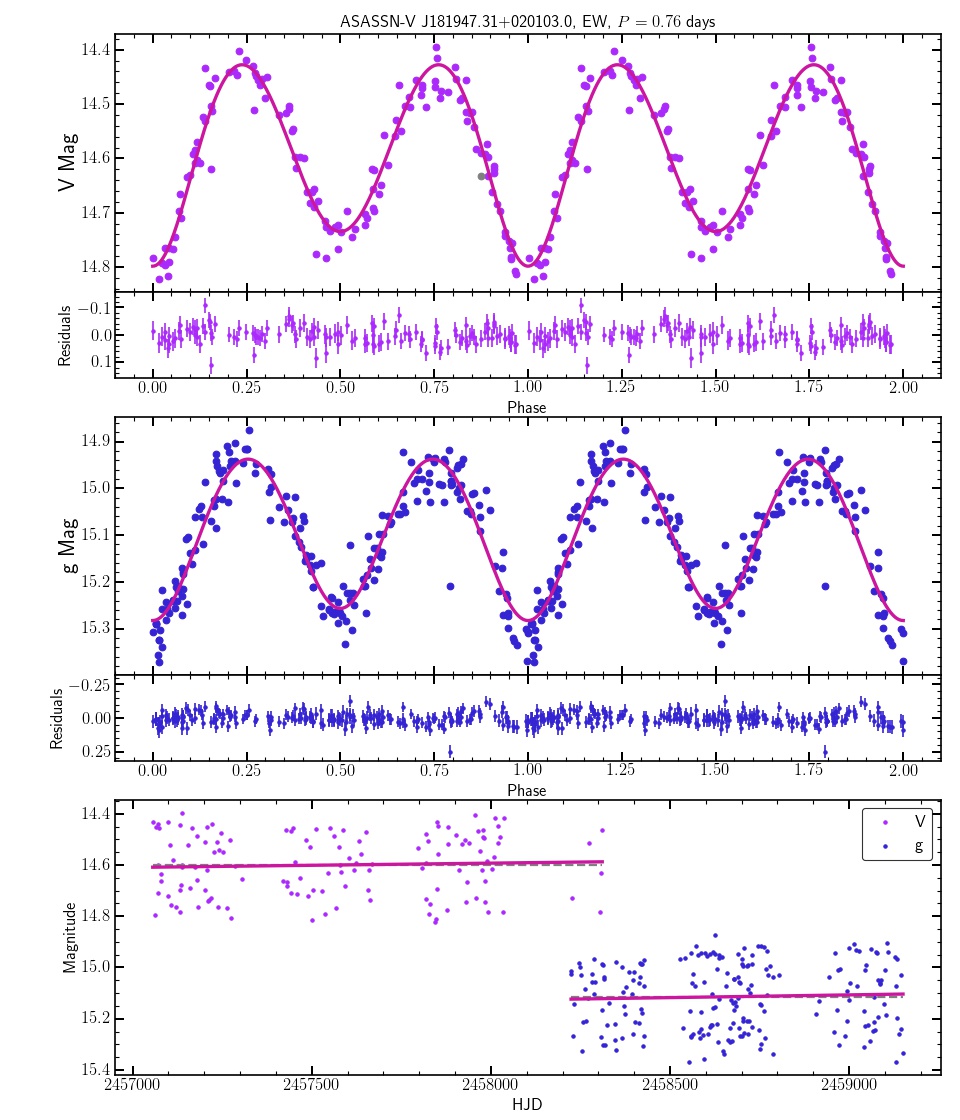 ASASSN-V J181947.31+020103.0, EW, P = 0.76 days
14.4
14.5
14.6
14.7
14.8
V Mag
−0.1
0.0
0.1
Residuals
0.00 0.25 0.50 0.75 1.00 1.25 1.50 1.75 2.00
Phase
14.9
15.0
15.1
15.2
15.3
g Mag
−0.25
0.00
0.25
Residuals
0.00 0.25 0.50 0.75 1.00 1.25 1.50 1.75 2.00
Phase
14.4
14.6
14.8
15.0
15.2
15.4
Magnitude
V
g
2457000 2457500 2458000 2458500 2459000
HJD